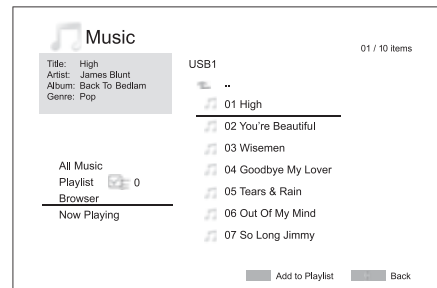 Music
01 / 10 items
Title: High
Artist: James Blunt
Album: Back To Bedlam
Genre: Pop
USB1
..
01 High
02 You're Beautiful
03 Wisemen
04 Goodbye My Lover
05 Tears & Rain
06 Out Of My Mind
07 So Long Jimmy
All Music
Playlist 0
Browser
Now Playing
Add to Playlist
Back